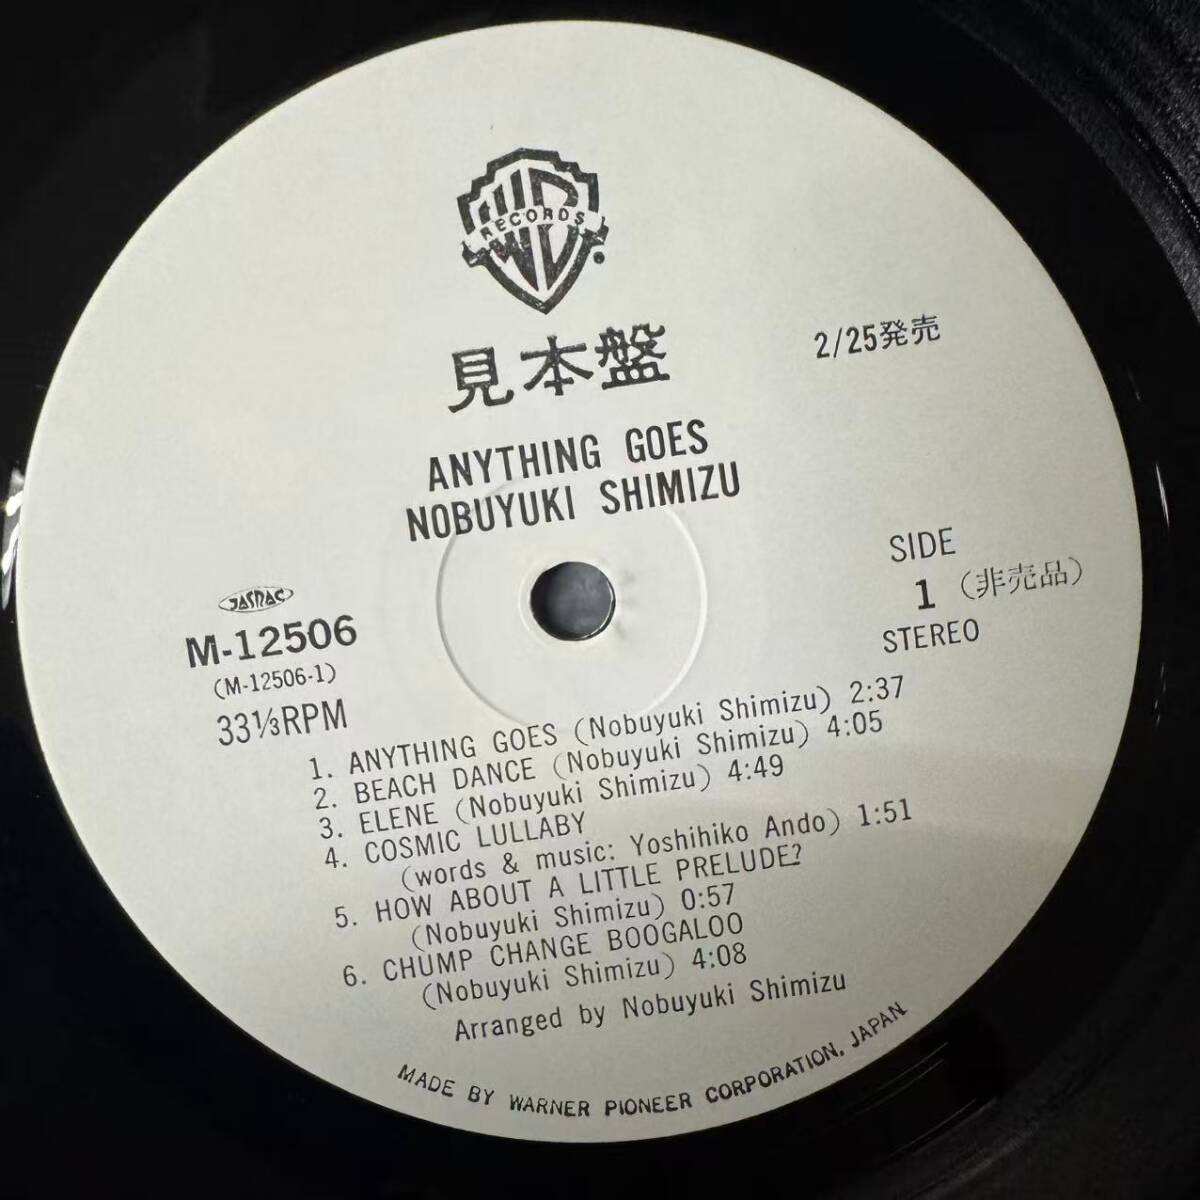 WB
RECORDS
見本盤
2/25発売
ANYTHING GOES
NOBUYUKI SHIMIZU
SIDE
1 (非売品)
STEREO
JASRAC
M-12506
(M-12506-1)
33⅓RPM
1. ANYTHING GOES (Nobuyuki Shimizu) 2:37
2. BEACH DANCE (Nobuyuki Shimizu) 4:05
3. ELENE (Nobuyuki Shimizu) 4:49
4. COSMIC LULLABY
(words & music: Yoshihiko Ando) 1:51
5. HOW ABOUT A LITTLE PRELUDE?
(Nobuyuki Shimizu) 0:57
6. CHUMP CHANGE BOOGALOO
(Nobuyuki Shimizu) 4:08
Arranged by Nobuyuki Shimizu
MADE BY WARNER PIONEER CORPORATION, JAPAN.